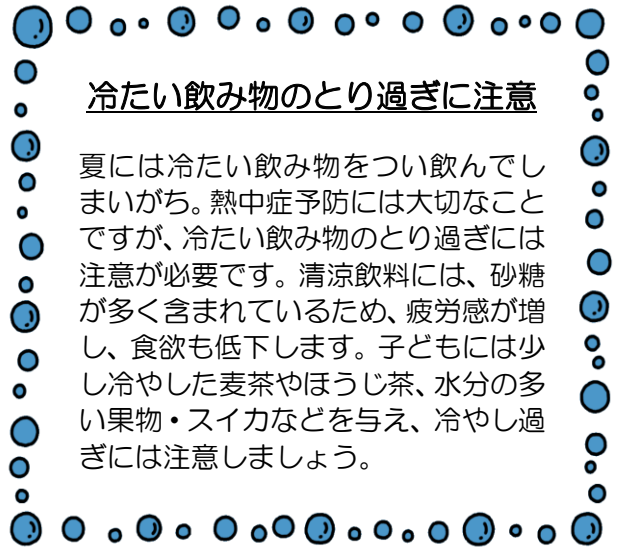 冷たい飲み物のとり過ぎに注意
夏には冷たい飲み物をつい飲んでし
まいがち。熱中症予防には大切なこと
ですが、冷たい飲み物のとり過ぎには
注意が必要です。清涼飲料には、砂糖
が多く含まれているため、疲労感が増
し、食欲も低下します。子どもには少
し冷やした麦茶やほうじ茶、水分の多
い果物・スイカなどを与え、冷やし過
ぎには注意しましょう。